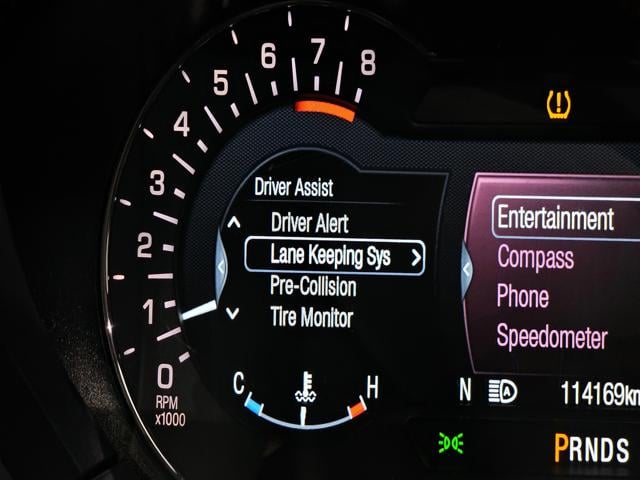 8
7
6
5
4
3
2
1
0
RPM
x1000
Driver Assist
Driver Alert
Lane Keeping Sys
Pre-Collision
Tire Monitor
C H
Entertainment
Compass
Phone
Speedometer
N 114169km
PRNDS